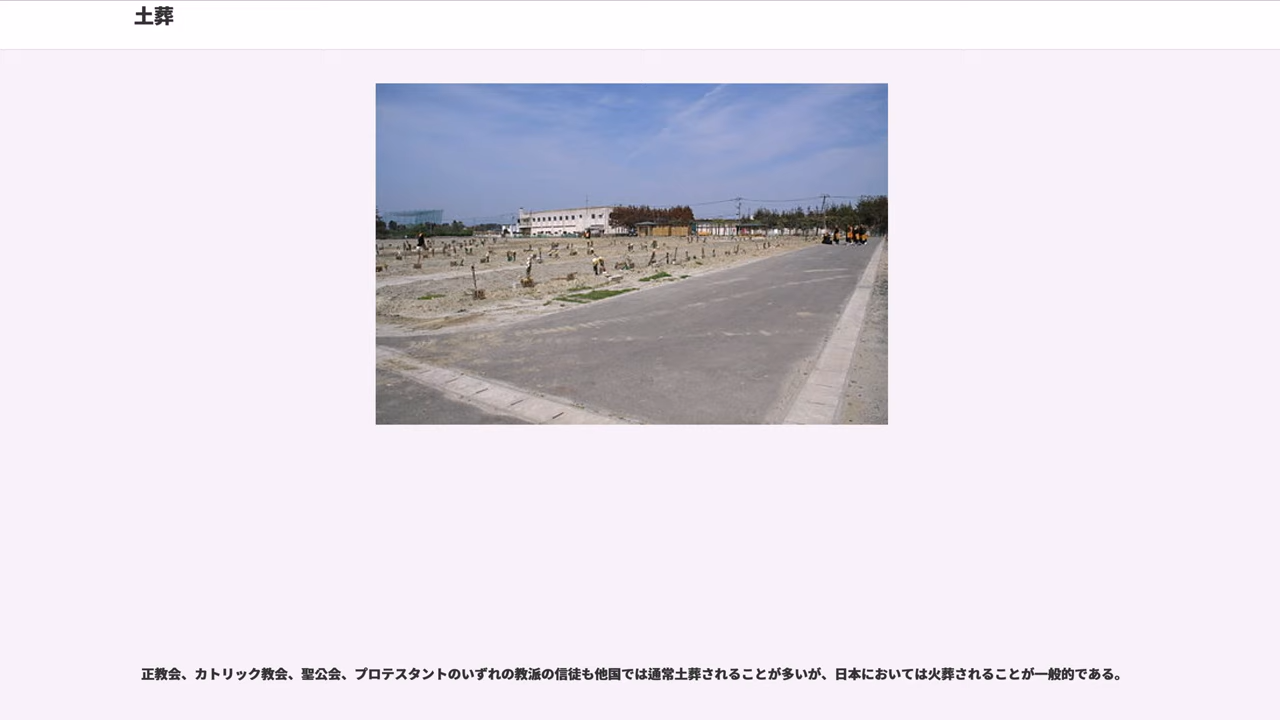 土葬
正教会、カトリック教会、聖公会、プロテスタントのいずれの教派の信徒も他国では通常土葬されることが多いが、日本においては火葬されることが一般的である。